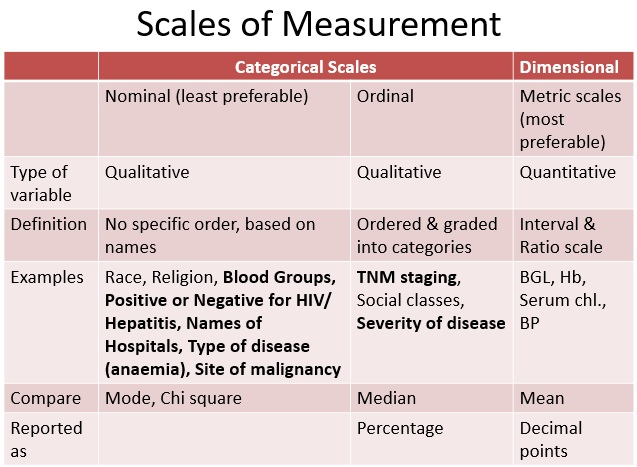 Scales of Measurement
Categorical Scales
Dimensional
Nominal (least preferable)
Ordinal
Metric scales
(most
preferable)
Type of
variable
Qualitative
Qualitative
Quantitative
Definition
No specific order, based on
names
Ordered & graded
into categories
Interval &
Ratio scale
Examples
Race, Religion, Blood Groups,
Positive or Negative for HIV/
Hepatitis, Names of
Hospitals, Type of disease
(anaemia), Site of malignancy
TNM staging,
Social classes,
Severity of disease
BGL, Hb,
Serum chl.,
BP
Compare
Mode, Chi square
Median
Mean
Reported
as
Percentage
Decimal
points